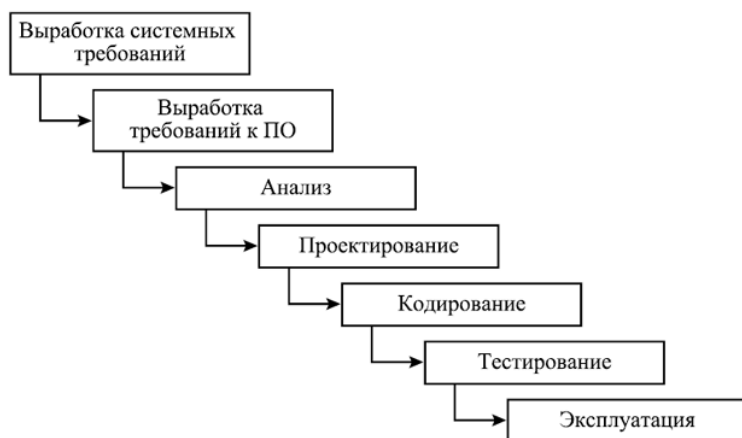 Выработка системных
требований
Выработка
требований к ПО
Анализ
Проектирование
Кодирование
Тестирование
Эксплуатация